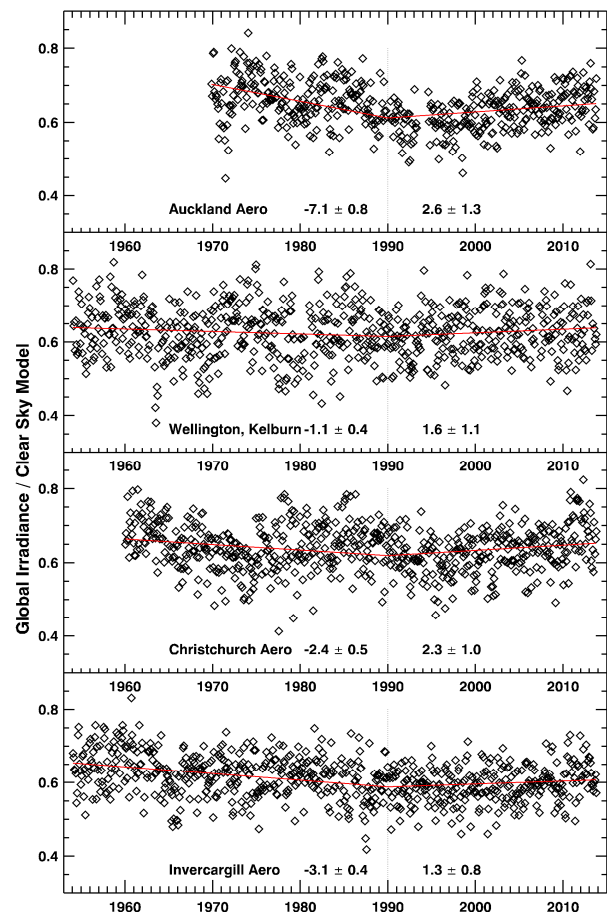 Global Irradiance / Clear Sky Model
0.8
0.6
0.4
Auckland Aero -7.1 ± 0.8 2.6 ± 1.3
1960 1970 1980 1990 2000 2010
0.8
0.6
0.4
Wellington, Kelburn -1.1 ± 0.4 1.6 ± 1.1
1960 1970 1980 1990 2000 2010
0.8
0.6
0.4
Christchurch Aero -2.4 ± 0.5 2.3 ± 1.0
1960 1970 1980 1990 2000 2010
0.8
0.6
0.4
Invercargill Aero -3.1 ± 0.4 1.3 ± 0.8
1960 1970 1980 1990 2000 2010